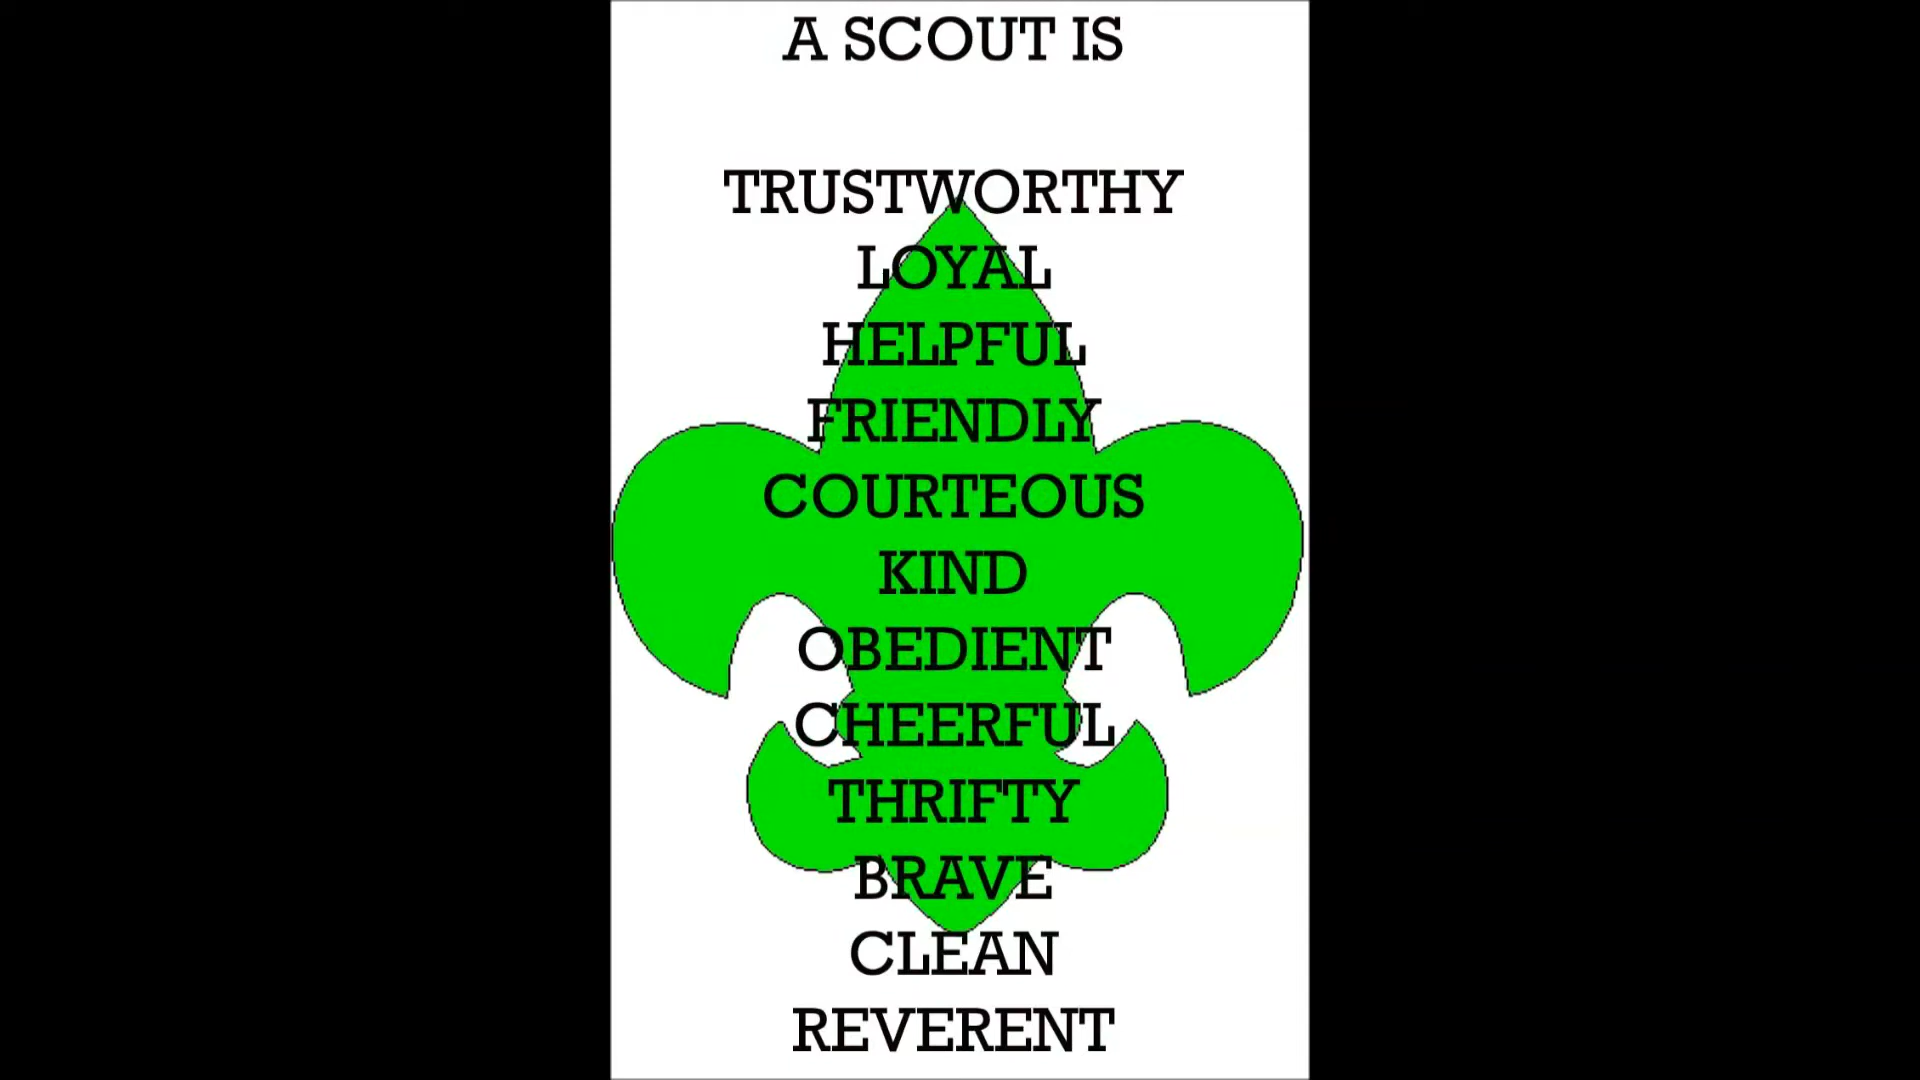 A SCOUT IS
TRUSTWORTHY
LOYAL
HELPFUL
FRIENDLY
COURTEOUS
KIND
OBEDIENT
CHEERFUL
THRIFTY
BRAVE
CLEAN
REVERENT